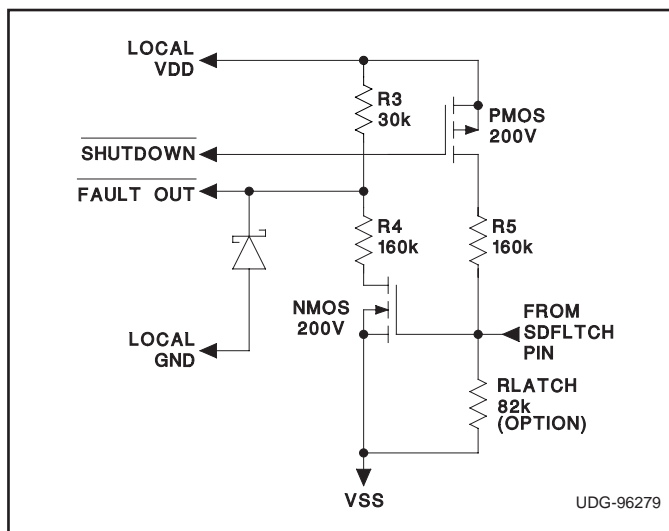 LOCAL
VDD
R3
30k
PMOS
200V
SHUTDOWN
FAULT OUT
R4
160k
R5
160k
NMOS
200V
FROM
SDFLTCH
PIN
LOCAL
GND
RLATCH
82k
(OPTION)
VSS
UDG-96279